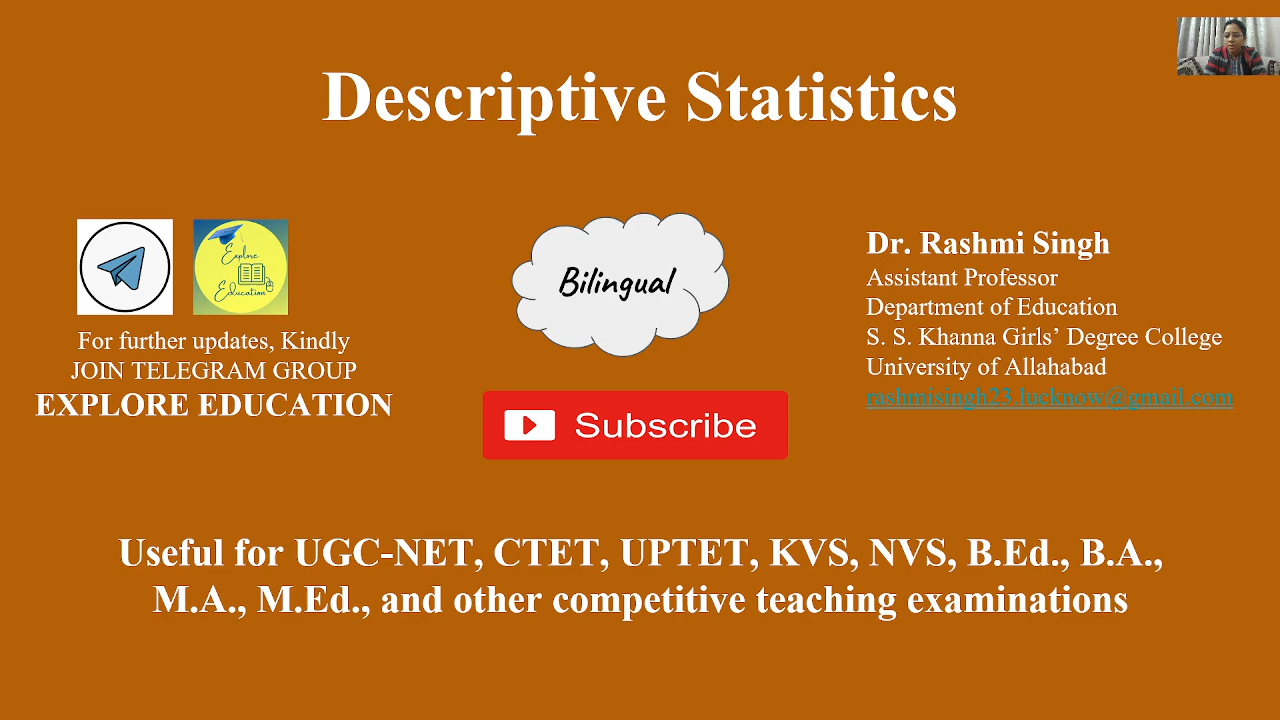 Descriptive Statistics
Explore
Education
For further updates, Kindly
JOIN TELEGRAM GROUP
EXPLORE EDUCATION
Bilingual
Subscribe
Dr. Rashmi Singh
Assistant Professor
Department of Education
S. S. Khanna Girls’ Degree College
University of Allahabad
rashmisingh23.lucknow@gmail.com
Useful for UGC-NET, CTET, UPTET, KVS, NVS, B.Ed., B.A.,
M.A., M.Ed., and other competitive teaching examinations